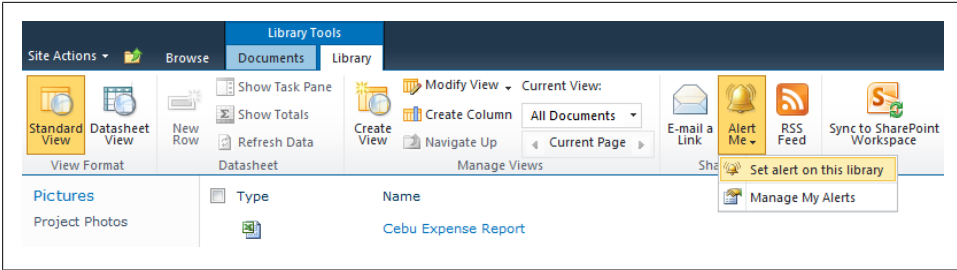 Library Tools
Site Actions Browse Documents Library
Standard View
Datasheet View
View Format
New Row
Show Task Pane
Show Totals
Refresh Data
Datasheet
Create View
Modify View
Create Column
Navigate Up
Current View:
All Documents
Current Page
Manage Views
E-mail a Link
Alert Me
RSS Feed
Sync to SharePoint Workspace
Sha
Set alert on this library
Manage My Alerts
Pictures
Project Photos
Type Name
Cebu Expense Report